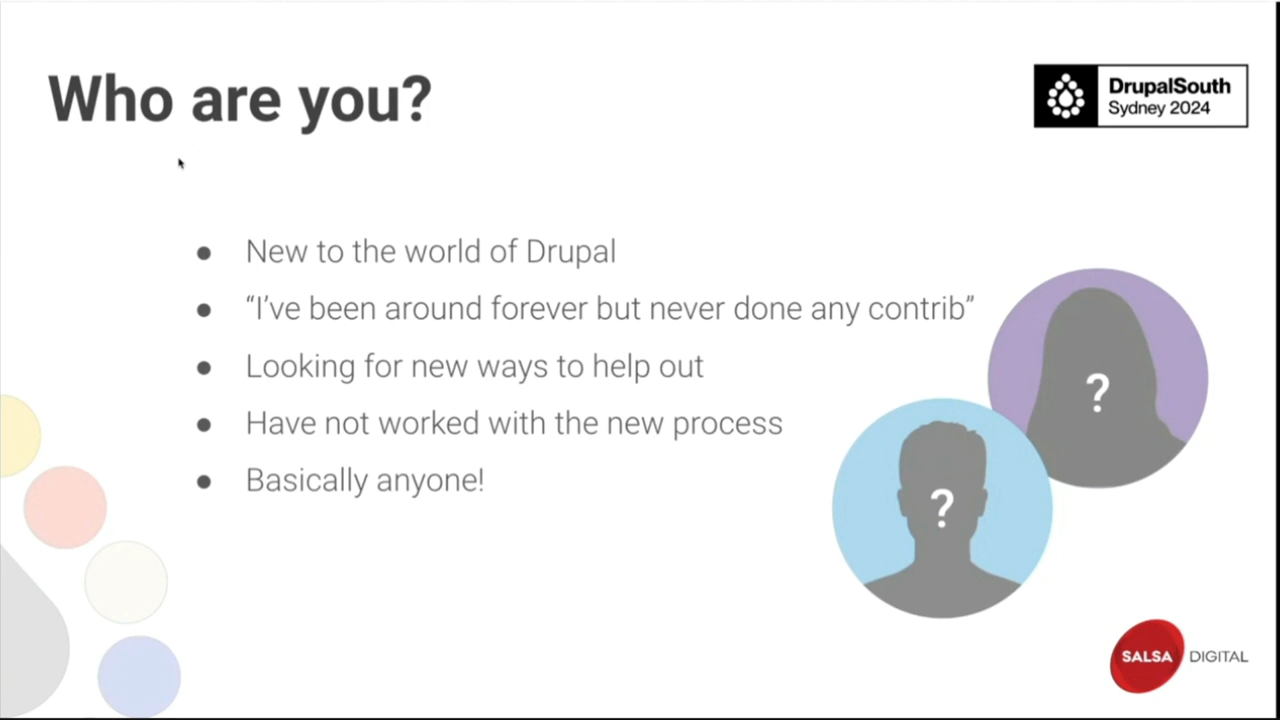 Who are you?
DrupalSouth
Sydney 2024
● New to the world of Drupal
● “I’ve been around forever but never done any contrib”
● Looking for new ways to help out
● Have not worked with the new process
● Basically anyone!
?
?
SALSA DIGITAL